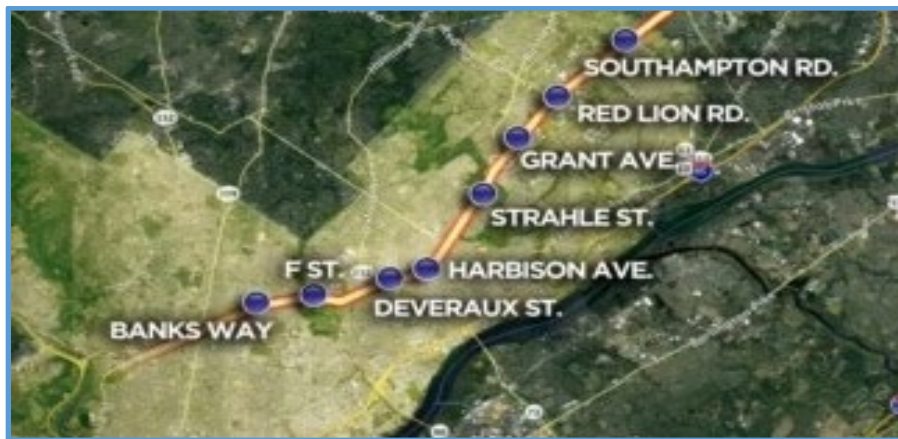 SOUTHAMPTON RD.
RED LION RD.
GRANT AVE.
STRAHLE ST.
F ST.
HARBISON AVE.
DEVERAUX ST.
BANKS WAY